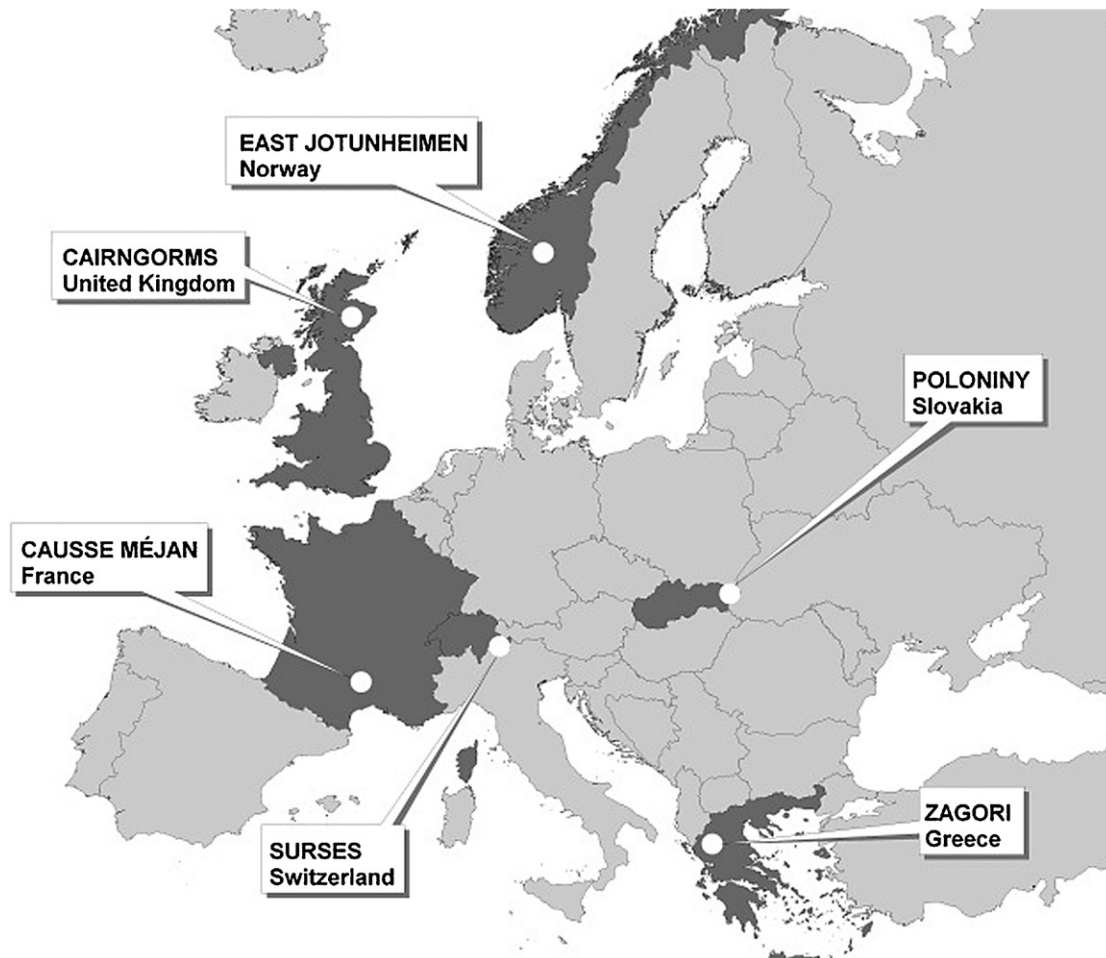 EAST JOTUNHEIMEN
Norway
CAIRNGORMS
United Kingdom
POLONINY
Slovakia
CAUSSE MÉJAN
France
SURSES
Switzerland
ZAGORI
Greece